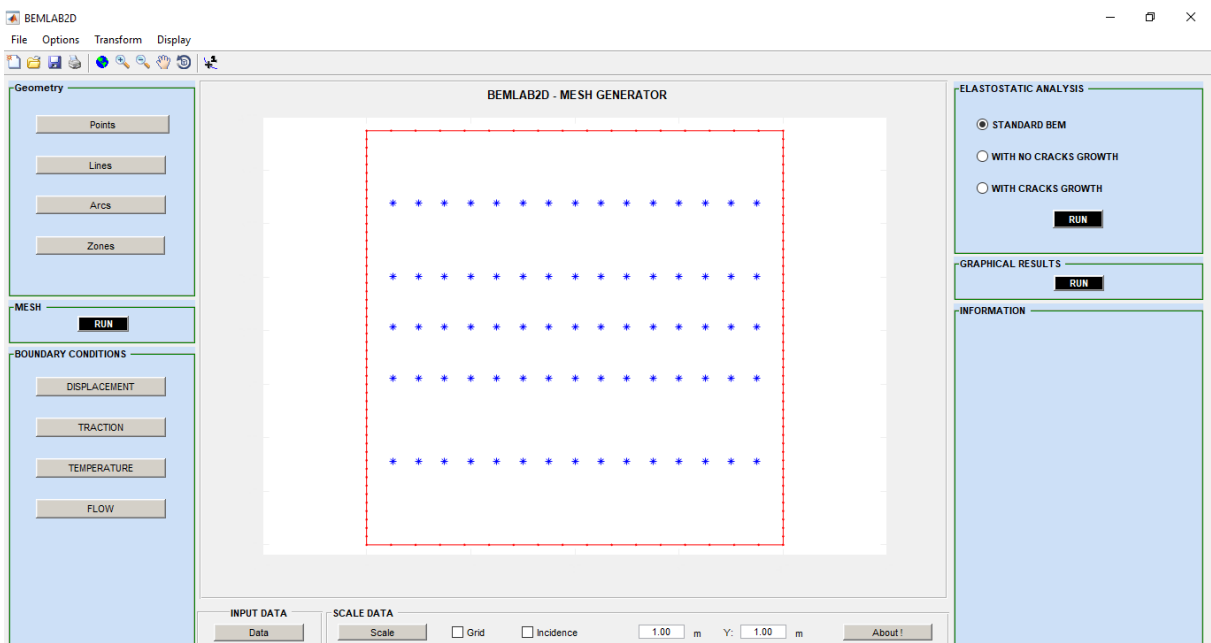 BEMLAB2D
File Options Transform Display
Geometry
Points
Lines
Arcs
Zones
MESH
RUN
BOUNDARY CONDITIONS
DISPLACEMENT
TRACTION
TEMPERATURE
FLOW
BEMLAB2D - MESH GENERATOR
INPUT DATA
Data
SCALE DATA
Scale Grid Incidence 1.00 m Y: 1.00 m About !
ELASTOSTATIC ANALYSIS
STANDARD BEM
WITH NO CRACKS GROWTH
WITH CRACKS GROWTH
RUN
GRAPHICAL RESULTS
RUN
INFORMATION